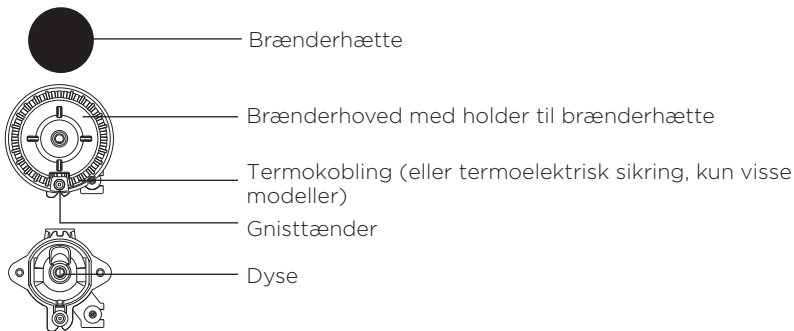 Brænderhætte
Brænderhoved med holder til brænderhætte
Termokobling (eller termoelektrisk sikring, kun visse
modeller)
Gnisttænder
Dyse